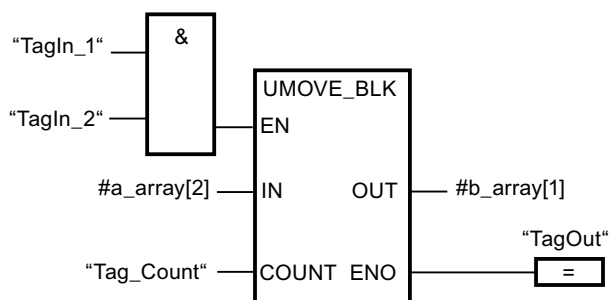 &
“TagIn_1“
UMOVE_BLK
“TagIn_2“
EN
#a_array[2] IN OUT #b_array[1]
“TagOut“
“Tag_Count“ COUNT ENO =